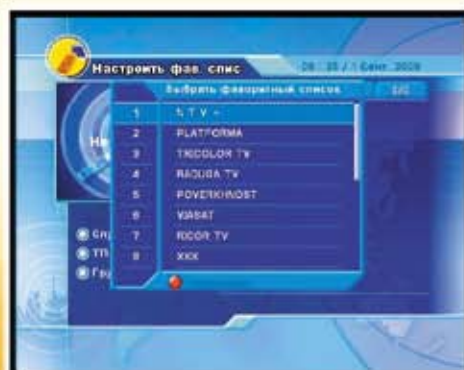 Настроить фав. спис
Выбрать фаворитный список
1 NTV +
2 PLATFORMA
3 TRICOLOR TV
4 RADUGA TV
5 POVERKHNOST
6 VIASAT
7 RICOR TV
8 XXX